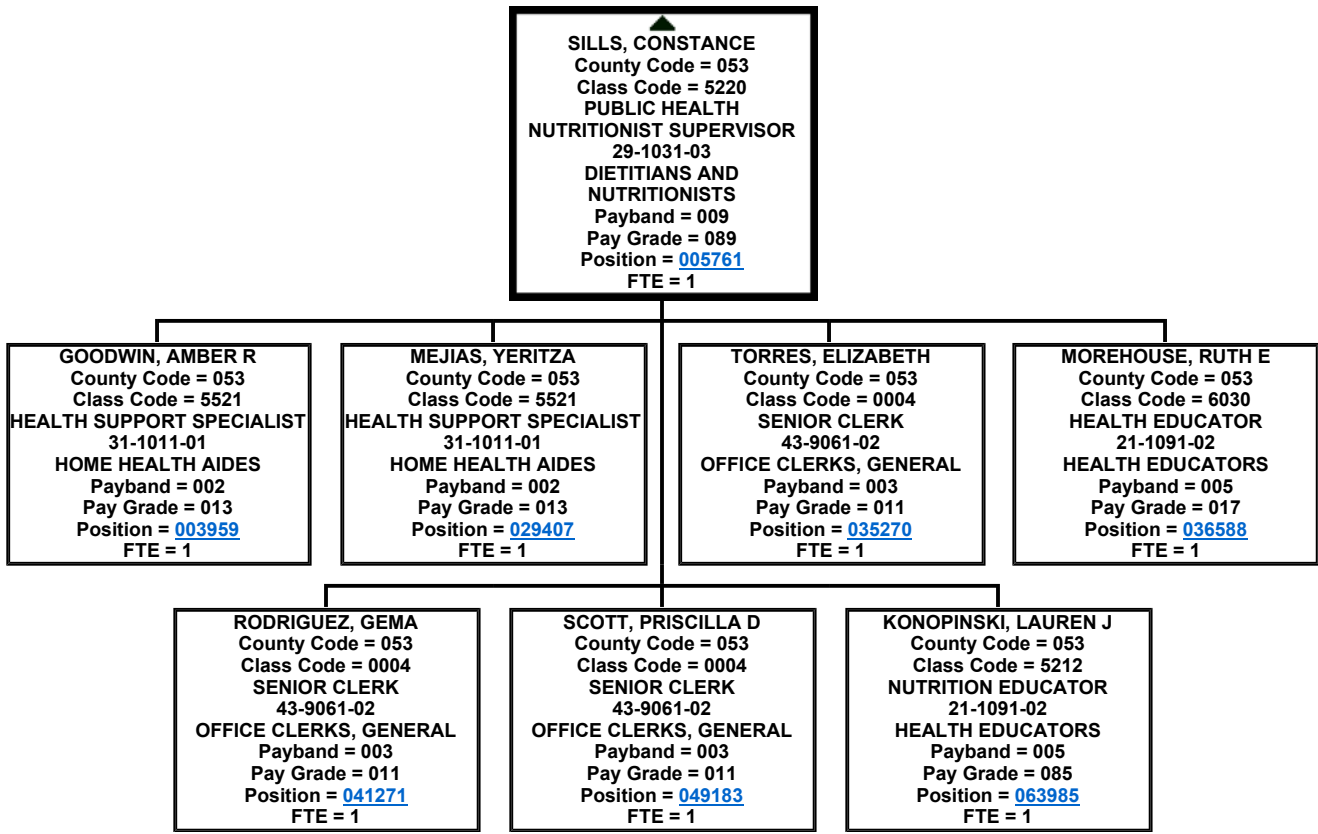 SILLS, CONSTANCE
County Code = 053
Class Code = 5220
PUBLIC HEALTH
NUTRITIONIST SUPERVISOR
29-1031-03
DIETITIANS AND
NUTRITIONISTS
Payband = 009
Pay Grade = 089
Position = 005761
FTE = 1
GOODWIN, AMBER R
County Code = 053
Class Code = 5521
HEALTH SUPPORT SPECIALIST
31-1011-01
HOME HEALTH AIDES
Payband = 002
Pay Grade = 013
Position = 003959
FTE = 1
MEJIAS, YERITZA
County Code = 053
Class Code = 5521
HEALTH SUPPORT SPECIALIST
31-1011-01
HOME HEALTH AIDES
Payband = 002
Pay Grade = 013
Position = 029407
FTE = 1
TORRES, ELIZABETH
County Code = 053
Class Code = 0004
SENIOR CLERK
43-9061-02
OFFICE CLERKS, GENERAL
Payband = 003
Pay Grade = 011
Position = 035270
FTE = 1
MOREHOUSE, RUTH E
County Code = 053
Class Code = 6030
HEALTH EDUCATOR
21-1091-02
HEALTH EDUCATORS
Payband = 005
Pay Grade = 017
Position = 036588
FTE = 1
RODRIGUEZ, GEMA
County Code = 053
Class Code = 0004
SENIOR CLERK
43-9061-02
OFFICE CLERKS, GENERAL
Payband = 003
Pay Grade = 011
Position = 041271
FTE = 1
SCOTT, PRISCILLA D
County Code = 053
Class Code = 0004
SENIOR CLERK
43-9061-02
OFFICE CLERKS, GENERAL
Payband = 003
Pay Grade = 011
Position = 049183
FTE = 1
KONOPINSKI, LAUREN J
County Code = 053
Class Code = 5212
NUTRITION EDUCATOR
21-1091-02
HEALTH EDUCATORS
Payband = 005
Pay Grade = 085
Position = 063985
FTE = 1